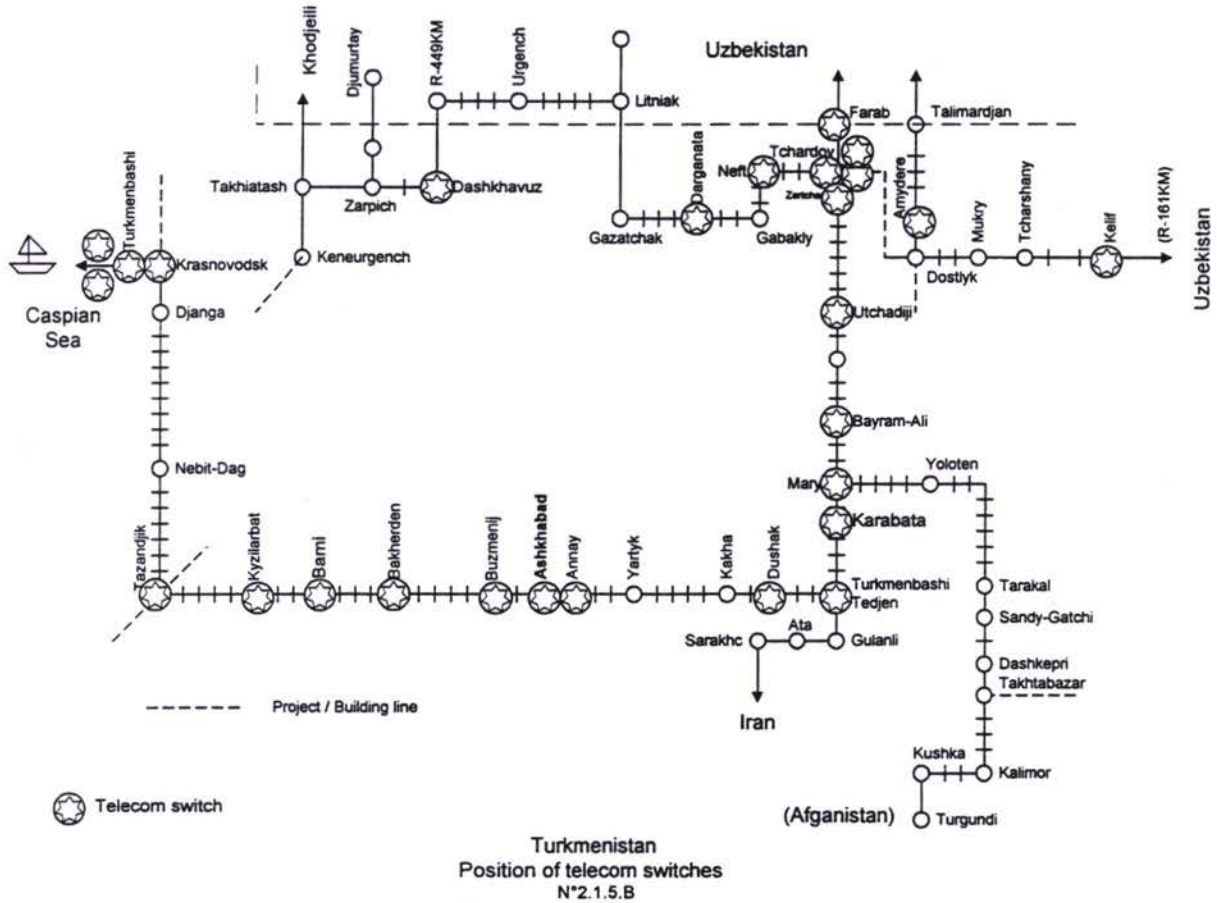 Khodjeili
Djumurtay
R-449KM
Urgench
Litniak
Uzbekistan
Farab
Talimardjan
Takhiatash
Zarpich
Dashkhavuz
Darganata
Neft
Tchardov
Amydere
Mukry
Tcharshany
Kelif
(R-161KM)
Uzbekistan
Gazatchak
Gabakly
Keneurgench
Dostlyk
Turkmenbashi
Krasnovodsk
Caspian
Sea
Djanga
Utchadiji
Bayram-Ali
Nebit-Dag
Mary
Yoloten
Karabata
Tazandjik
Kyzilarbat
Barni
Bakherden
Buzmenij
Ashkhabad
Annay
Yartyk
Kakha
Dushak
Turkmenbashi
Tedjen
Tarakal
Sandy-Gatchi
Sarakhc
Ata
Gulanli
Dashkepri
Takhtabazar
Project / Building line
Iran
Kushka
Kalimor
Telecom switch
(Afganistan)
Turgundi
Turkmenistan
Position of telecom switches
N°2.1.5.B